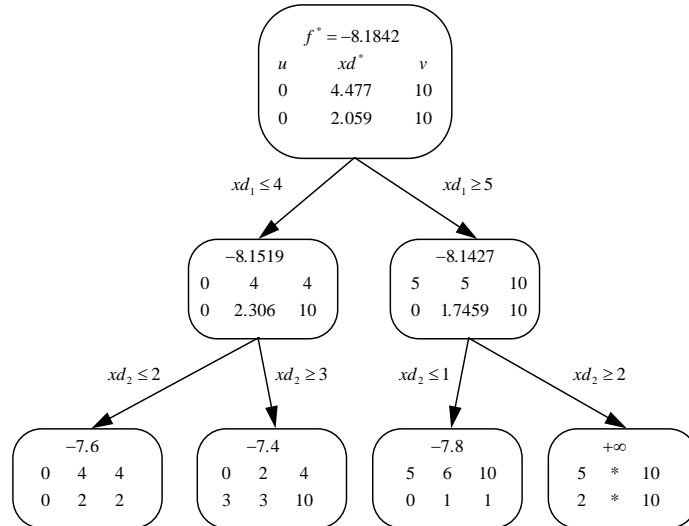 f* = −8.1842
u xd* v
0 4.477 10
0 2.059 10
xd₁ ≤ 4
xd₁ ≥ 5
−8.1519
0 4 4
0 2.306 10
−8.1427
5 5 10
0 1.7459 10
xd₂ ≤ 2
xd₂ ≥ 3
xd₂ ≤ 1
xd₂ ≥ 2
−7.6
0 4 4
0 2 2
−7.4
0 2 4
3 3 10
−7.8
5 6 10
0 1 1
+∞
5 * 10
2 * 10